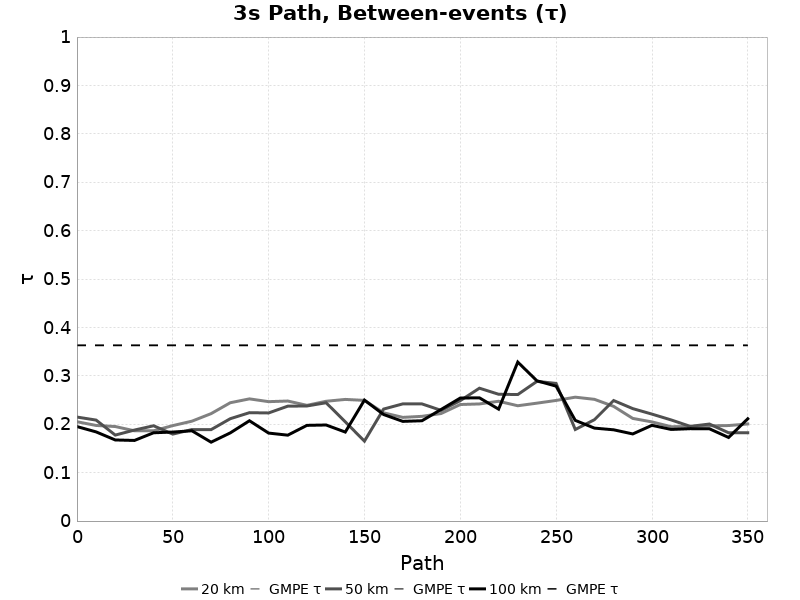 3s Path, Between-events (τ)
1
0.9
0.8
0.7
0.6
0.5
0.4
0.3
0.2
0.1
0
τ
0 50 100 150 200 250 300 350
Path
20 km GMPE τ 50 km GMPE τ 100 km GMPE τ